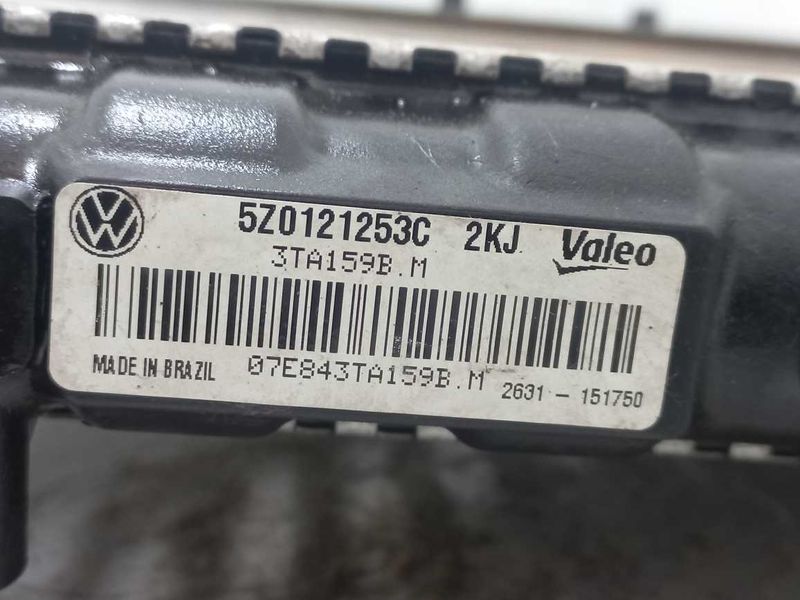 5Z0121253C 2KJ Valeo
3TA159B.M
MADE IN BRAZIL 07E843TA159B.M 2631 - 151750